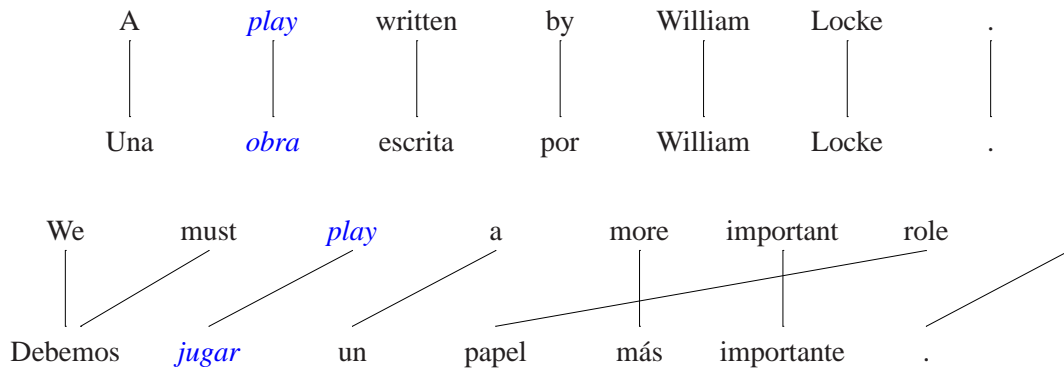 A play written by William Locke .
Una obra escrita por William Locke .
We must play a more important role
Debemos jugar un papel más importante .